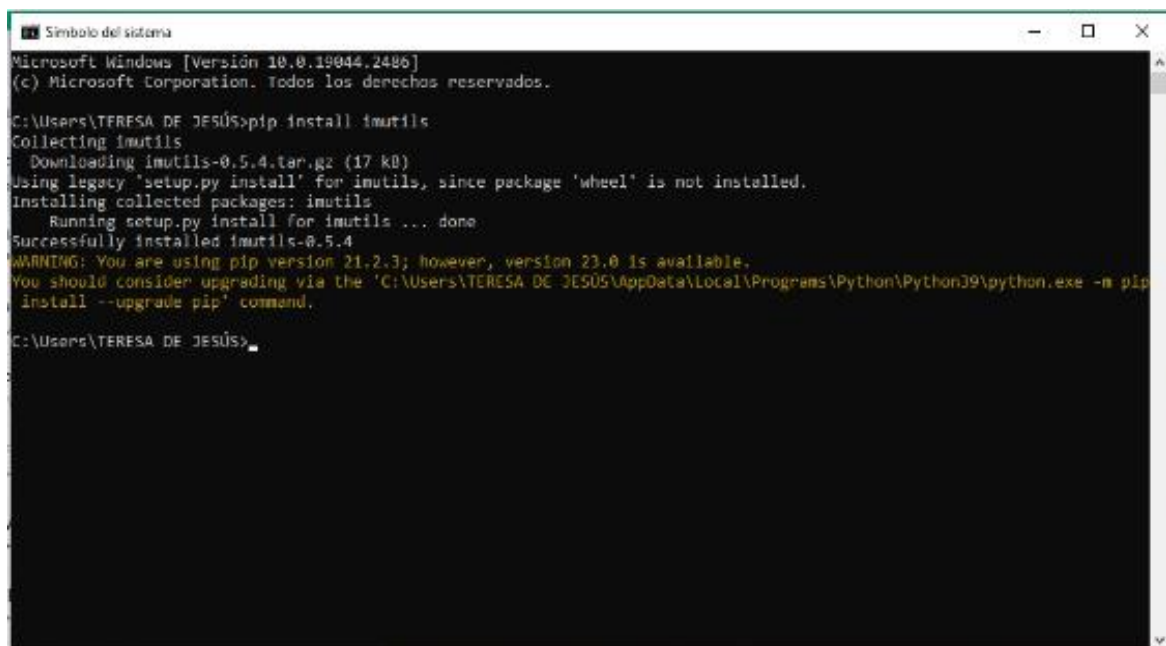 Símbolo del sistema
Microsoft Windows [Versión 10.0.19044.2486]
(c) Microsoft Corporation. Todos los derechos reservados.
C:\Users\TERESA DE JESÚS>pip install imutils
Collecting imutils
Downloading imutils-0.5.4.tar.gz (17 kB)
Using legacy 'setup.py install' for imutils, since package 'wheel' is not installed.
Installing collected packages: imutils
Running setup.py install for imutils ... done
Successfully installed imutils-0.5.4
WARNING: You are using pip version 21.2.3; however, version 23.0 is available.
You should consider upgrading via the 'C:\Users\TERESA DE JESÚS\AppData\Local\Programs\Python\Python39\python.exe -m pip
install --upgrade pip' command.
C:\Users\TERESA DE JESÚS>